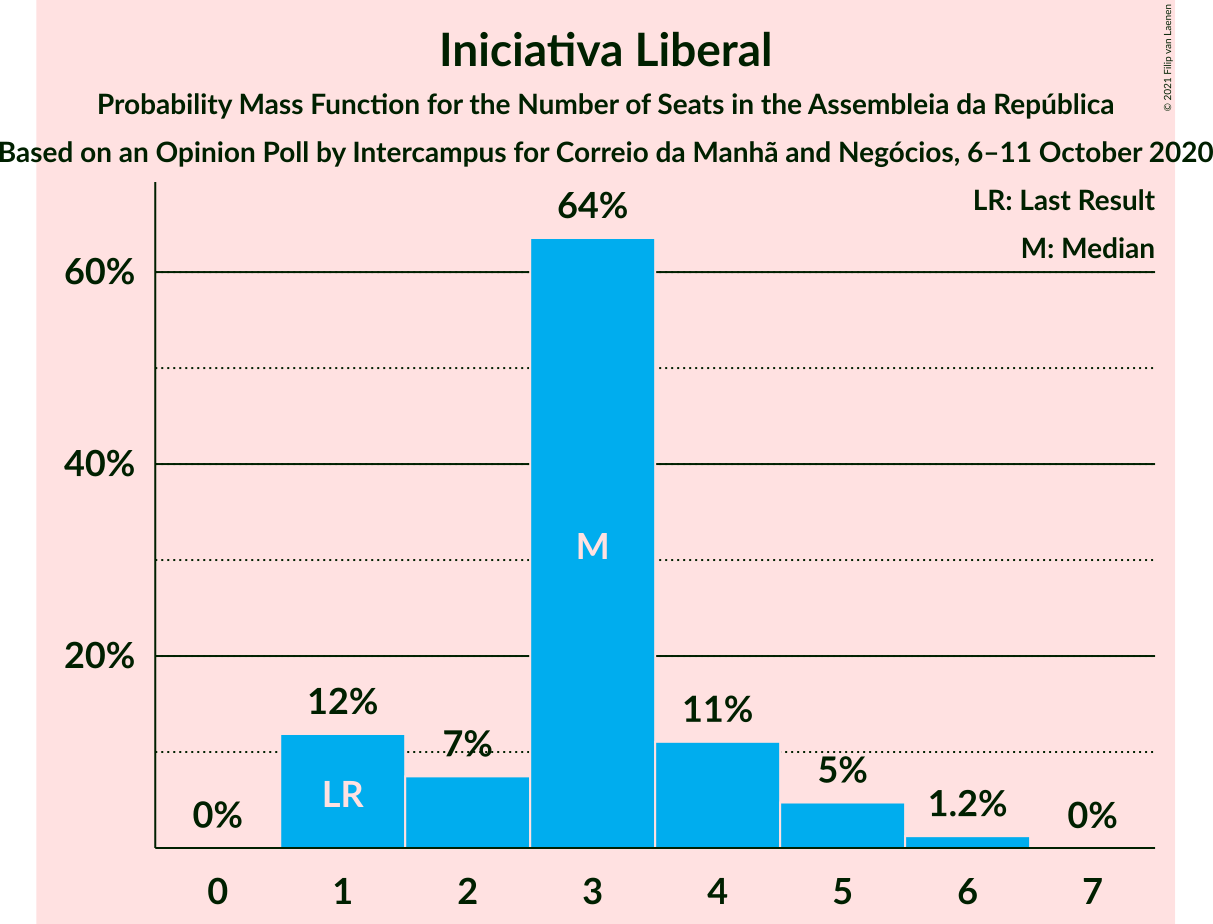 Iniciativa Liberal
Probability Mass Function for the Number of Seats in the Assembleia da República
Based on an Opinion Poll by Intercampus for Correio da Manhã and Negócios, 6–11 October 2020
© 2021 Filip van Laenen
LR: Last Result
M: Median
60%
40%
20%
0%
12%
7%
64%
11%
5%
1.2%
0%
LR
M
0 1 2 3 4 5 6 7